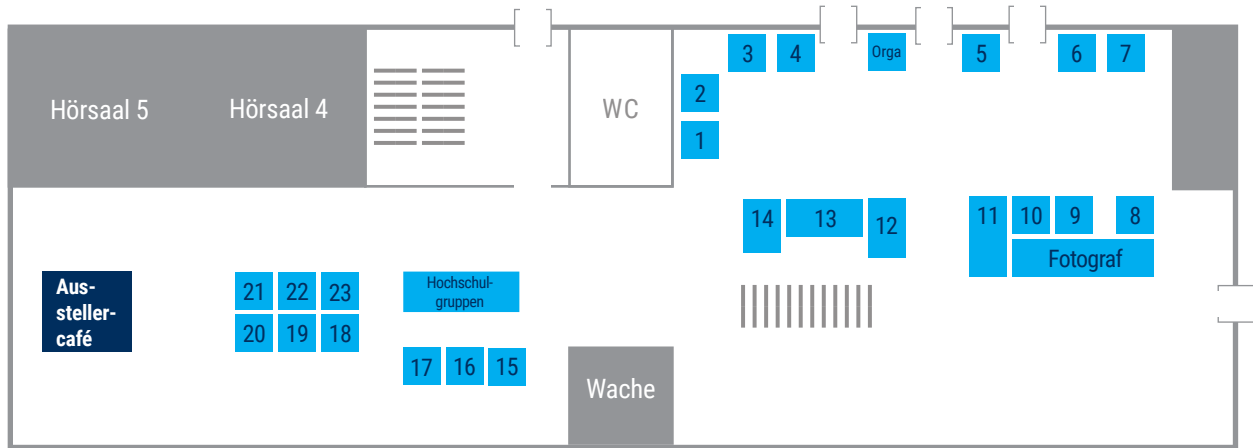 3
4
Orga
5
6
7
Hörsaal 5
Hörsaal 4
WC
2
1
14
13
12
11
10
9
8
Fotograf
Aus-
steller-
café
21
22
23
20
19
18
Hochschul-
gruppen
17
16
15
Wache